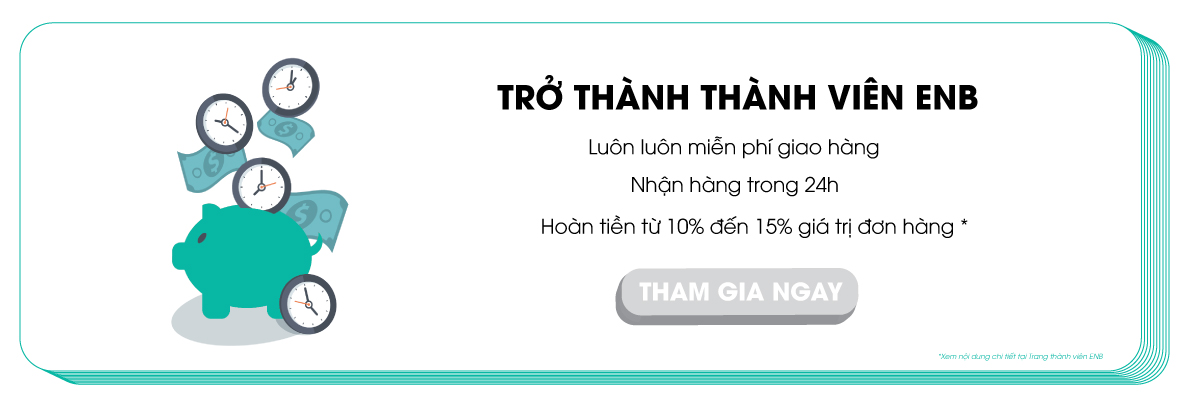 TRỞ THÀNH THÀNH VIÊN ENB
Luôn luôn miễn phí giao hàng
Nhận hàng trong 24h
Hoàn tiền từ 10% đến 15% giá trị đơn hàng *
THAM GIA NGAY
*Xem nội dung chi tiết tại Trang thành viên ENB